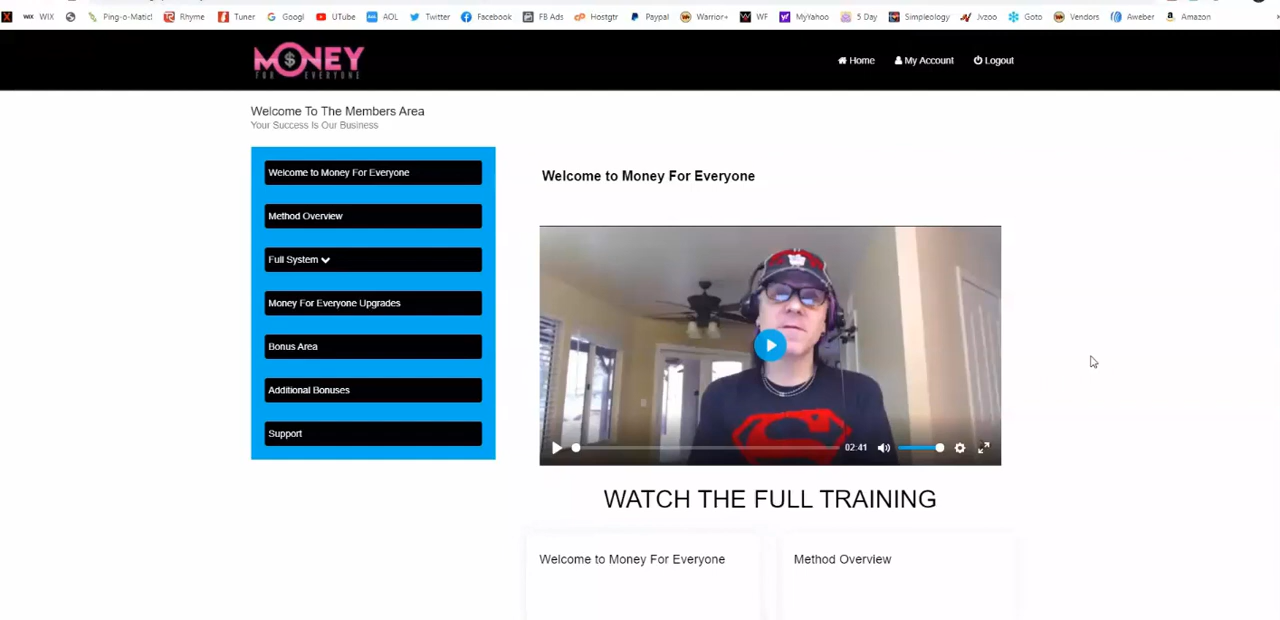 WIX Ping-o-Matic! Rhyme Tuner Googl UTube AOL Twitter Facebook FB Ads Hostgtr Paypal Warrior+ WF MyYahoo 5 Day Simpleology Jvzoo Goto Vendors Aweber Amazon
MONEY
FOR EVERYONE
Home My Account Logout
Welcome To The Members Area
Your Success Is Our Business
Welcome to Money For Everyone
Method Overview
Full System
Money For Everyone Upgrades
Bonus Area
Additional Bonuses
Support
Welcome to Money For Everyone
02:41
WATCH THE FULL TRAINING
Welcome to Money For Everyone
Method Overview